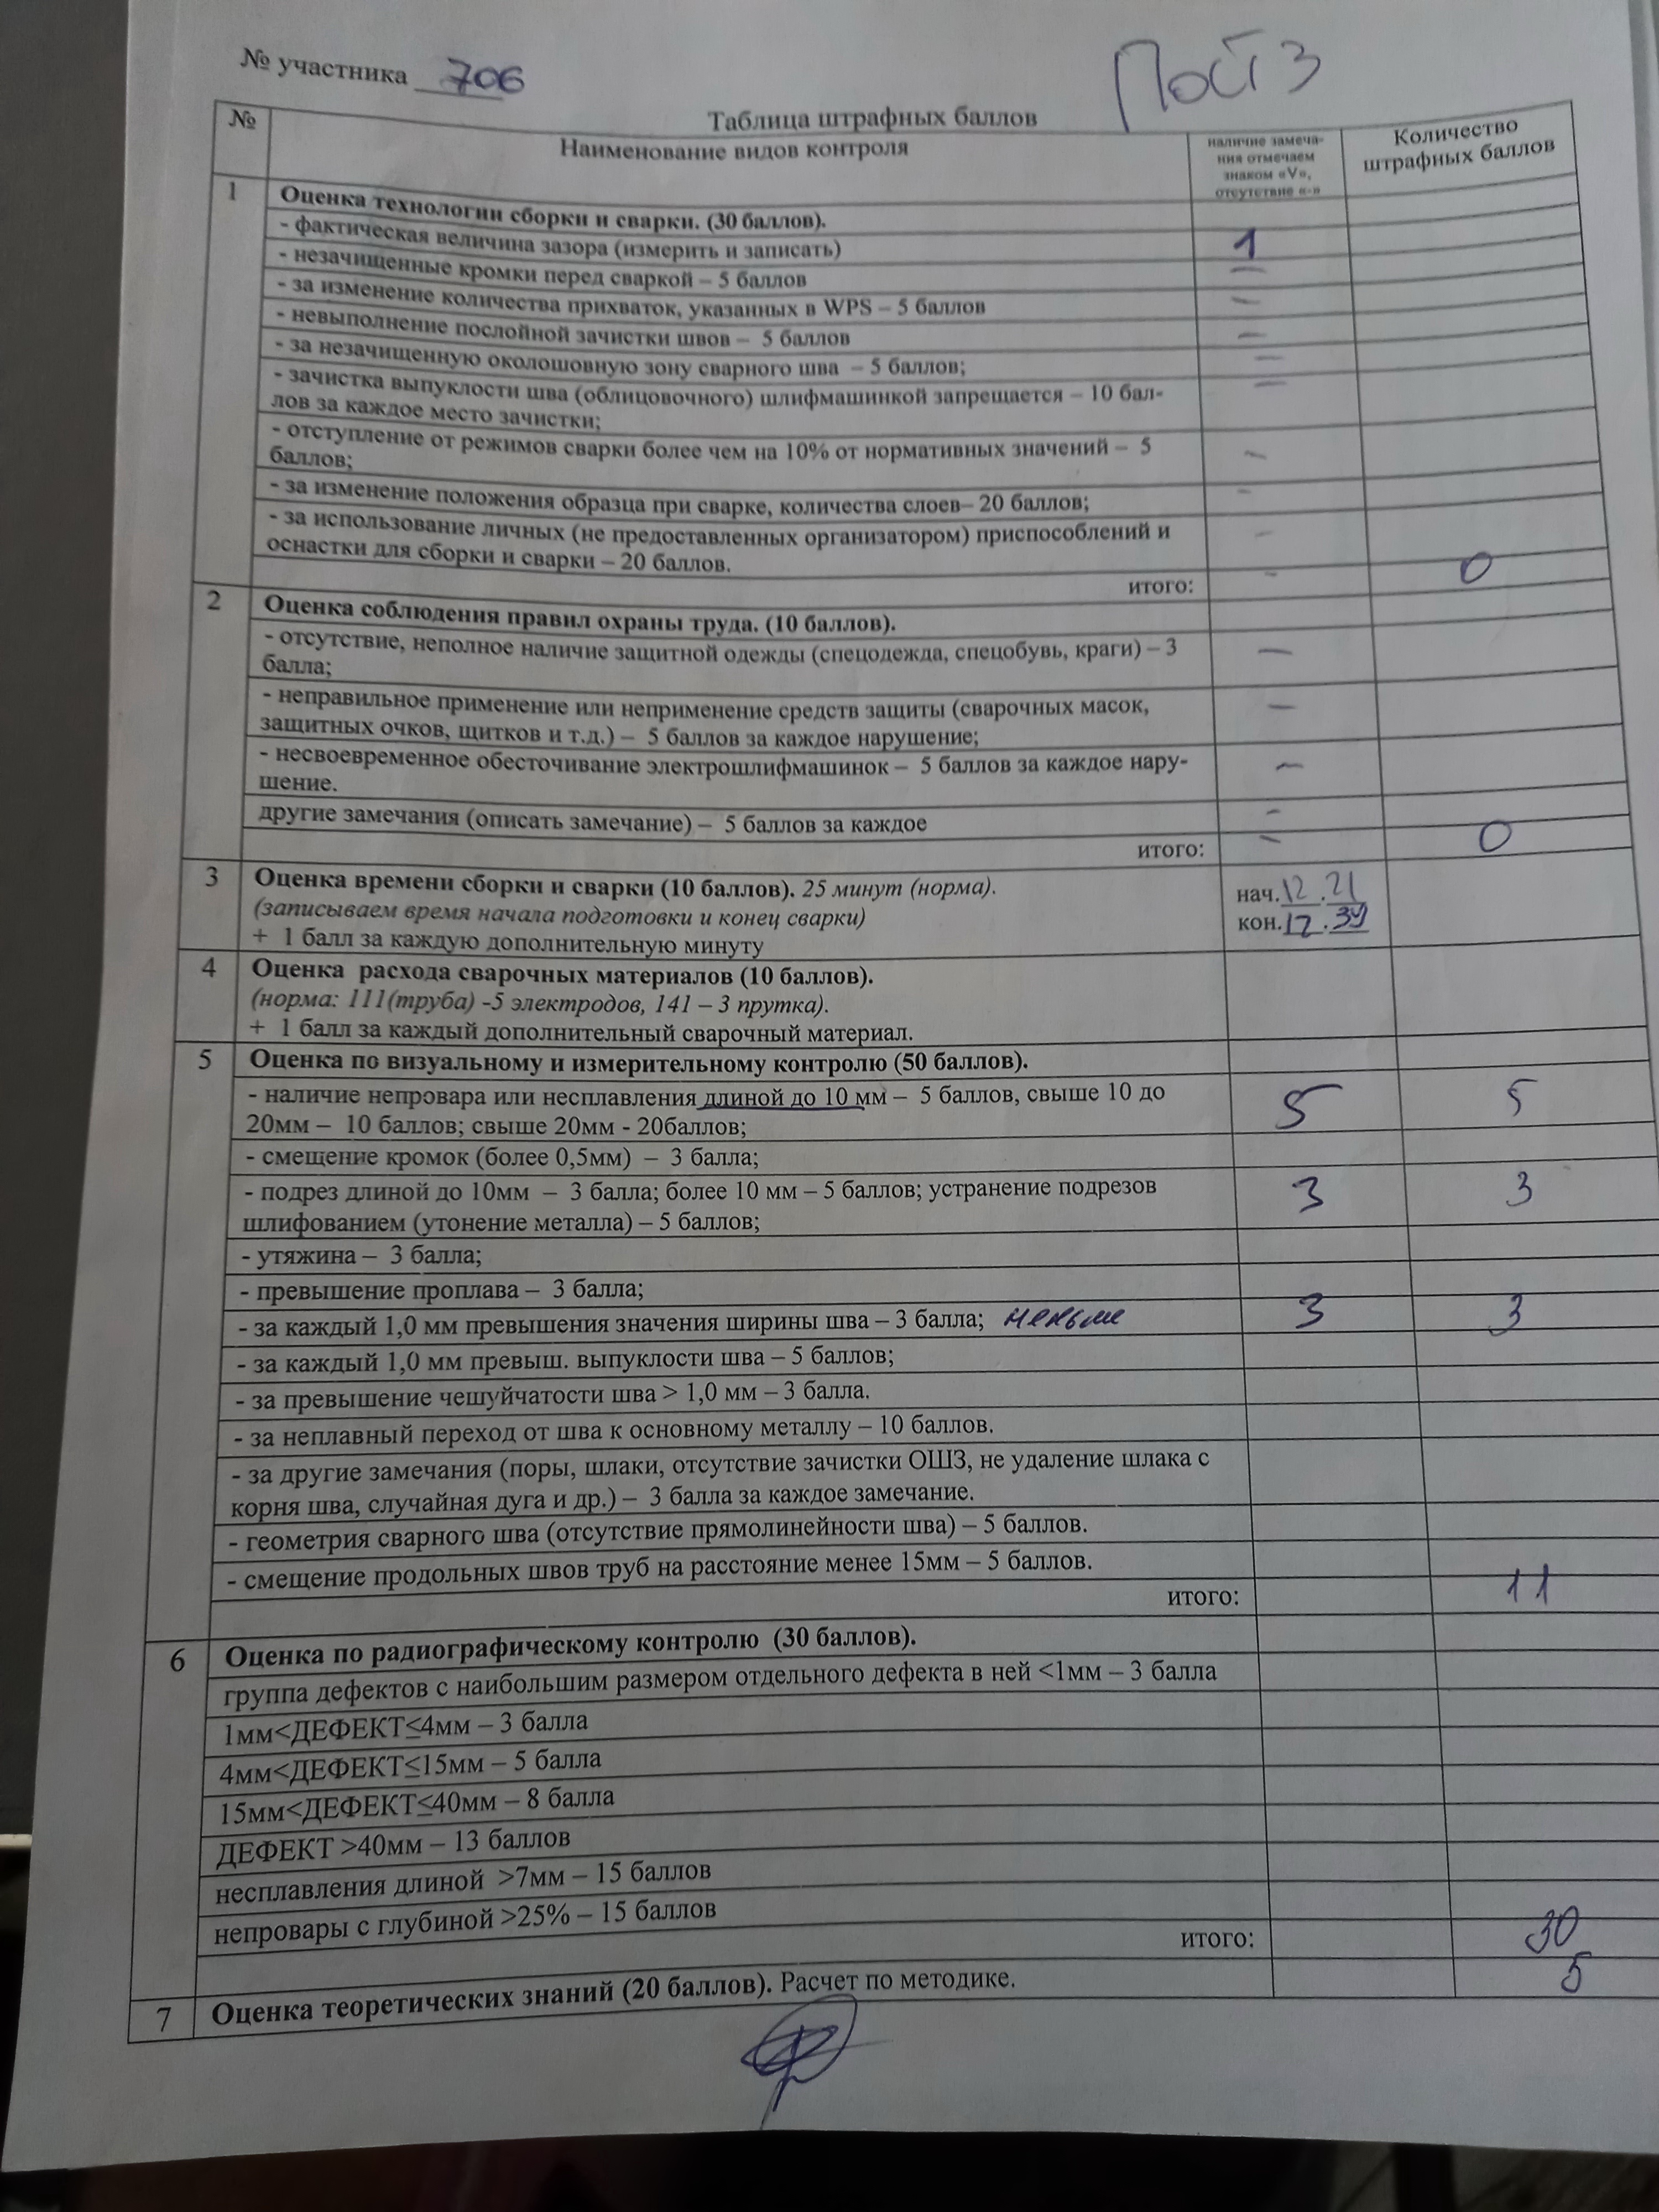 № участника 706
Пост 3
Таблица штрафных баллов
№
Наименование видов контроля
наличие замеча-
ния отмечаем
знаком «V»,
отсутствие «-»
Количество
штрафных баллов
1
Оценка технологии сборки и сварки. (30 баллов).
- фактическая величина зазора (измерить и записать) 1
- незачищенные кромки перед сваркой – 5 баллов –
- за изменение количества прихваток, указанных в WPS – 5 баллов –
- невыполнение послойной зачистки швов – 5 баллов –
- за незачищенную околошовную зону сварного шва – 5 баллов; –
- зачистка выпуклости шва (облицовочного) шлифмашинкой запрещается – 10 бал- –
лов за каждое место зачистки;
- отступление от режимов сварки более чем на 10% от нормативных значений – 5 –
баллов;
- за изменение положения образца при сварке, количества слоев– 20 баллов; –
- за использование личных (не предоставленных организатором) приспособлений и –
оснастки для сборки и сварки – 20 баллов.
итого: – 0
2
Оценка соблюдения правил охраны труда. (10 баллов).
- отсутствие, неполное наличие защитной одежды (спецодежда, спецобувь, краги) – 3 –
балла;
- неправильное применение или неприменение средств защиты (сварочных масок, –
защитных очков, щитков и т.д.) – 5 баллов за каждое нарушение;
- несвоевременное обесточивание электрошлифмашинок – 5 баллов за каждое нару- –
шение.
другие замечания (описать замечание) – 5 баллов за каждое –
итого: – 0
3
Оценка времени сборки и сварки (10 баллов). 25 минут (норма). нач. 12.21
(записываем время начала подготовки и конец сварки) кон. 12.39
+ 1 балл за каждую дополнительную минуту
4
Оценка расхода сварочных материалов (10 баллов).
(норма: 111(труба) -5 электродов, 141 – 3 прутка).
+ 1 балл за каждый дополнительный сварочный материал.
5
Оценка по визуальному и измерительному контролю (50 баллов).
- наличие непровара или несплавления длиной до 10 мм – 5 баллов, свыше 10 до 5 5
20мм – 10 баллов; свыше 20мм - 20баллов;
- смещение кромок (более 0,5мм) – 3 балла;
- подрез длиной до 10мм – 3 балла; более 10 мм – 5 баллов; устранение подрезов 3 3
шлифованием (утонение металла) – 5 баллов;
- утяжина – 3 балла;
- превышение проплава – 3 балла;
- за каждый 1,0 мм превышения значения ширины шва – 3 балла; меньше 3 3
- за каждый 1,0 мм превыш. выпуклости шва – 5 баллов;
- за превышение чешуйчатости шва > 1,0 мм – 3 балла.
- за неплавный переход от шва к основному металлу – 10 баллов.
- за другие замечания (поры, шлаки, отсутствие зачистки ОШЗ, не удаление шлака с
корня шва, случайная дуга и др.) – 3 балла за каждое замечание.
- геометрия сварного шва (отсутствие прямолинейности шва) – 5 баллов.
- смещение продольных швов труб на расстояние менее 15мм – 5 баллов.
итого: 11
6
Оценка по радиографическому контролю (30 баллов).
группа дефектов с наибольшим размером отдельного дефекта в ней <1мм – 3 балла
1мм<ДЕФЕКТ≤4мм – 3 балла
4мм<ДЕФЕКТ≤15мм – 5 балла
15мм<ДЕФЕКТ≤40мм – 8 балла
ДЕФЕКТ >40мм – 13 баллов
несплавления длиной >7мм – 15 баллов
непровары с глубиной >25% – 15 баллов
итого: 30
7
Оценка теоретических знаний (20 баллов). Расчет по методике. 5